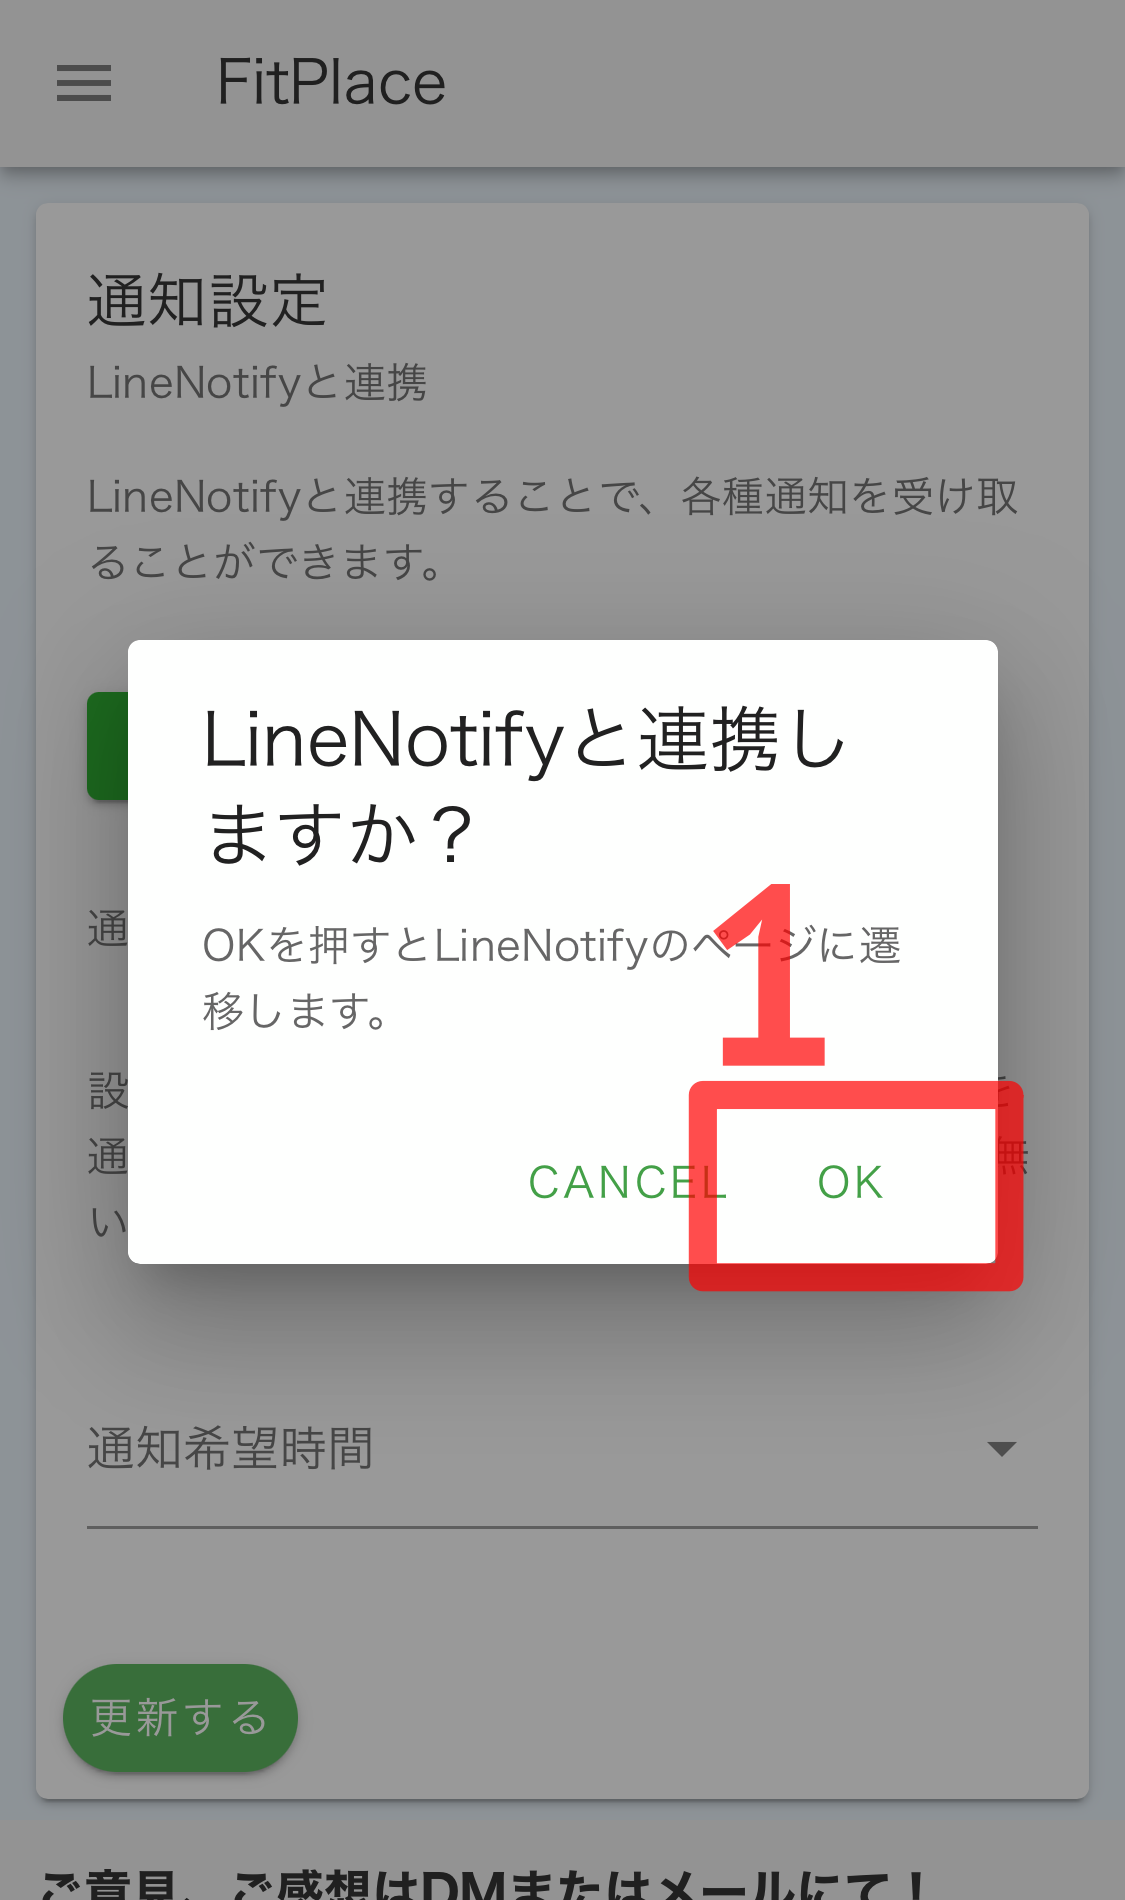 FitPlace
通知設定
LineNotifyと連携
LineNotifyと連携することで、各種通知を受け取
ることができます。
LineNotifyと連携し
ますか？
OKを押すとLineNotifyのページに遷
移します。
1
CANCEL OK
通
設 を
通 無
い
通知希望時間
更新する
ご意見、ご感想はDMまたはメールにて！